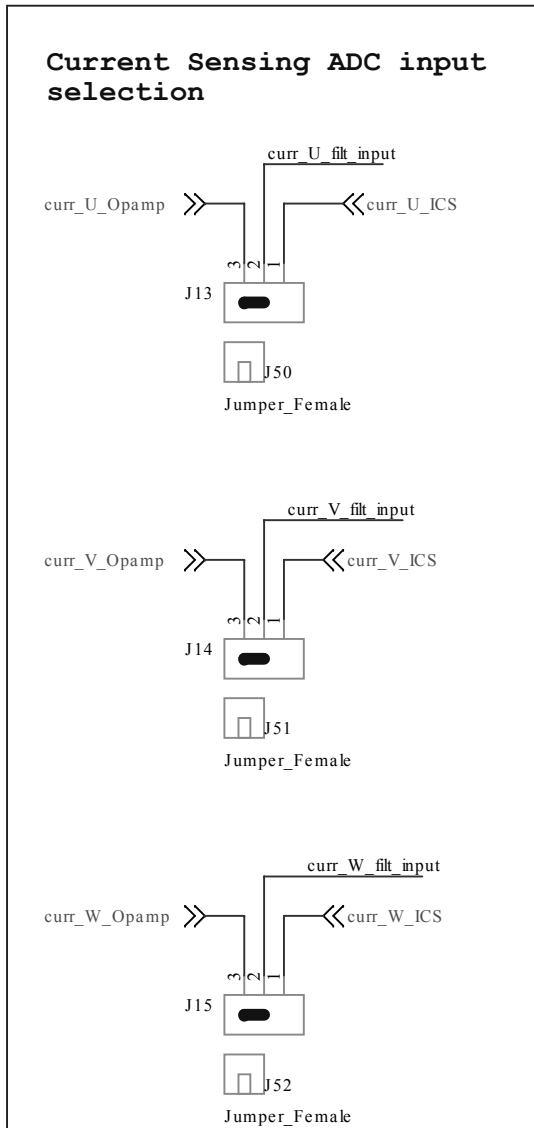 Current Sensing ADC input
selection
curr_U_filt_input
curr_U_Opamp
curr_U_ICS
3
2
1
J13
J50
Jumper_Female
curr_V_filt_input
curr_V_Opamp
curr_V_ICS
3
2
1
J14
J51
Jumper_Female
curr_W_filt_input
curr_W_Opamp
curr_W_ICS
3
2
1
J15
J52
Jumper_Female